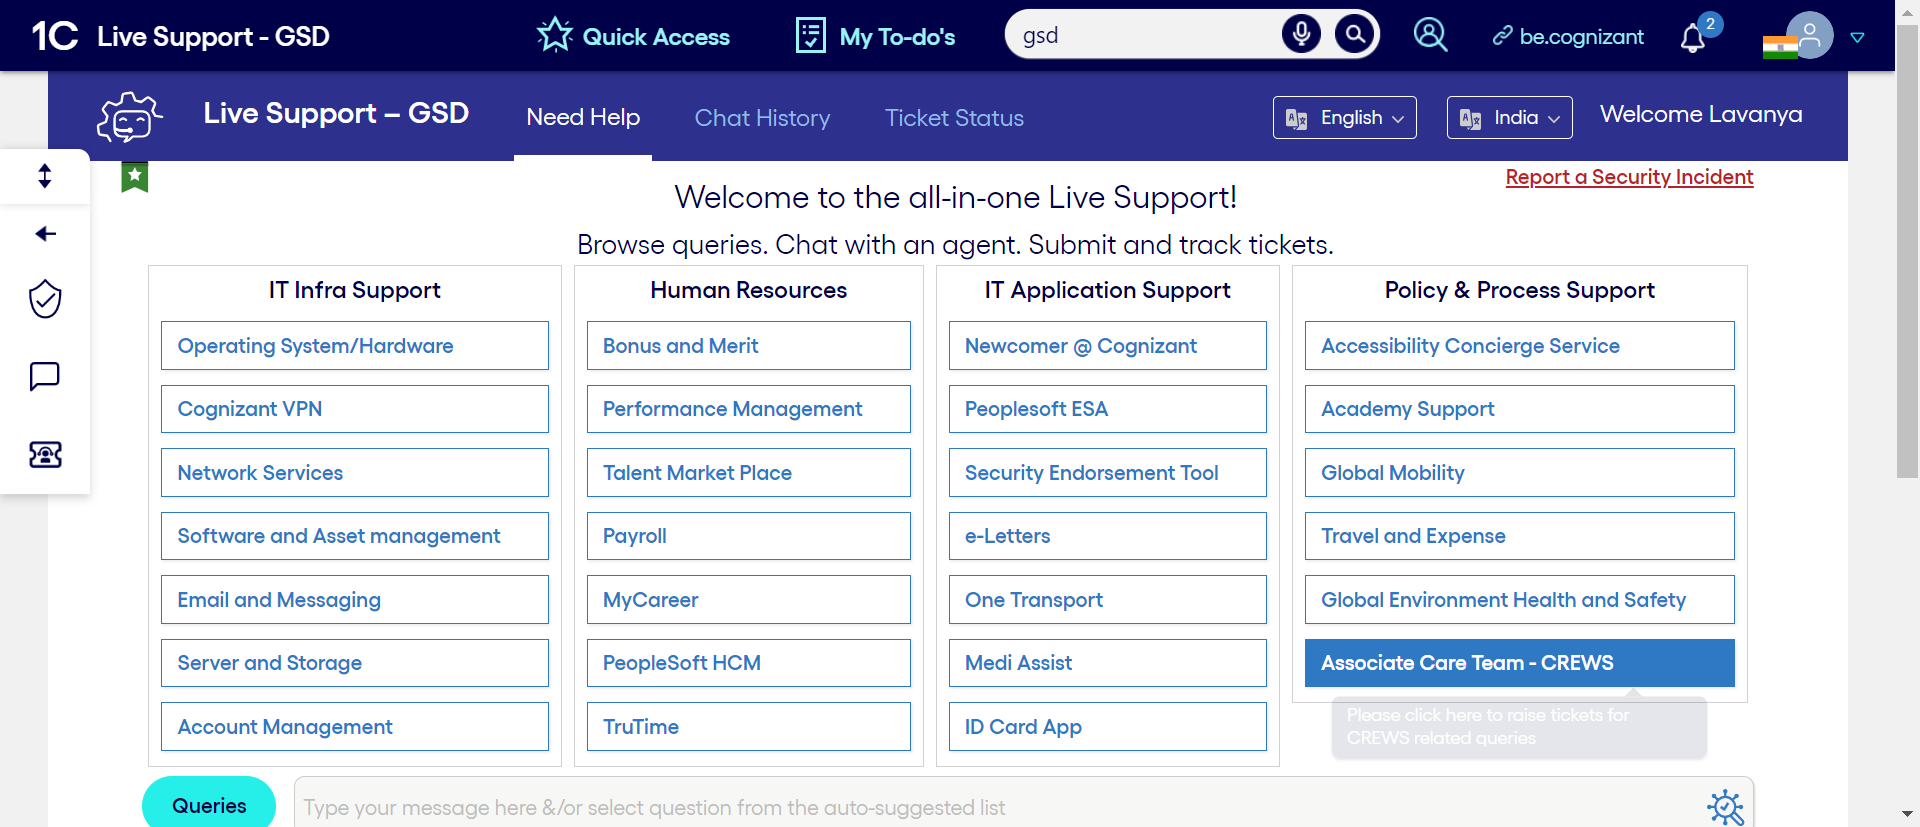 1C Live Support - GSD
Quick Access
My To-do's
gsd
be.cognizant
2
Live Support – GSD
Need Help
Chat History
Ticket Status
English
India
Welcome Lavanya
Report a Security Incident
Welcome to the all-in-one Live Support!
Browse queries. Chat with an agent. Submit and track tickets.
IT Infra Support
Operating System/Hardware
Cognizant VPN
Network Services
Software and Asset management
Email and Messaging
Server and Storage
Account Management
Human Resources
Bonus and Merit
Performance Management
Talent Market Place
Payroll
MyCareer
PeopleSoft HCM
TruTime
IT Application Support
Newcomer @ Cognizant
Peoplesoft ESA
Security Endorsement Tool
e-Letters
One Transport
Medi Assist
ID Card App
Policy & Process Support
Accessibility Concierge Service
Academy Support
Global Mobility
Travel and Expense
Global Environment Health and Safety
Associate Care Team - CREWS
Please click here to raise tickets for
CREWS related queries
Queries
Type your message here &/or select question from the auto-suggested list